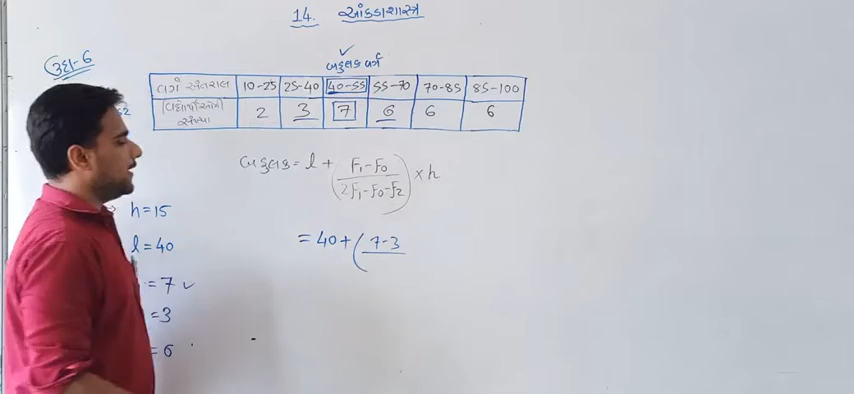 14. આંકડાશાસ્ત્ર
ઉદા-6
✓
બહુલક વર્ગ
વર્ગ અંતરાલ 10-25 25-40 40-55 55-70 70-85 85-100
વિદ્યાર્થીઓની સંખ્યા 2 3 7 6 6 6
બહુલક = l + (f₁-f₀ / 2f₁-f₀-f₂) × h
= 40 + ( 7-3
h = 15
l = 40
= 7 ✓
= 3
= 6